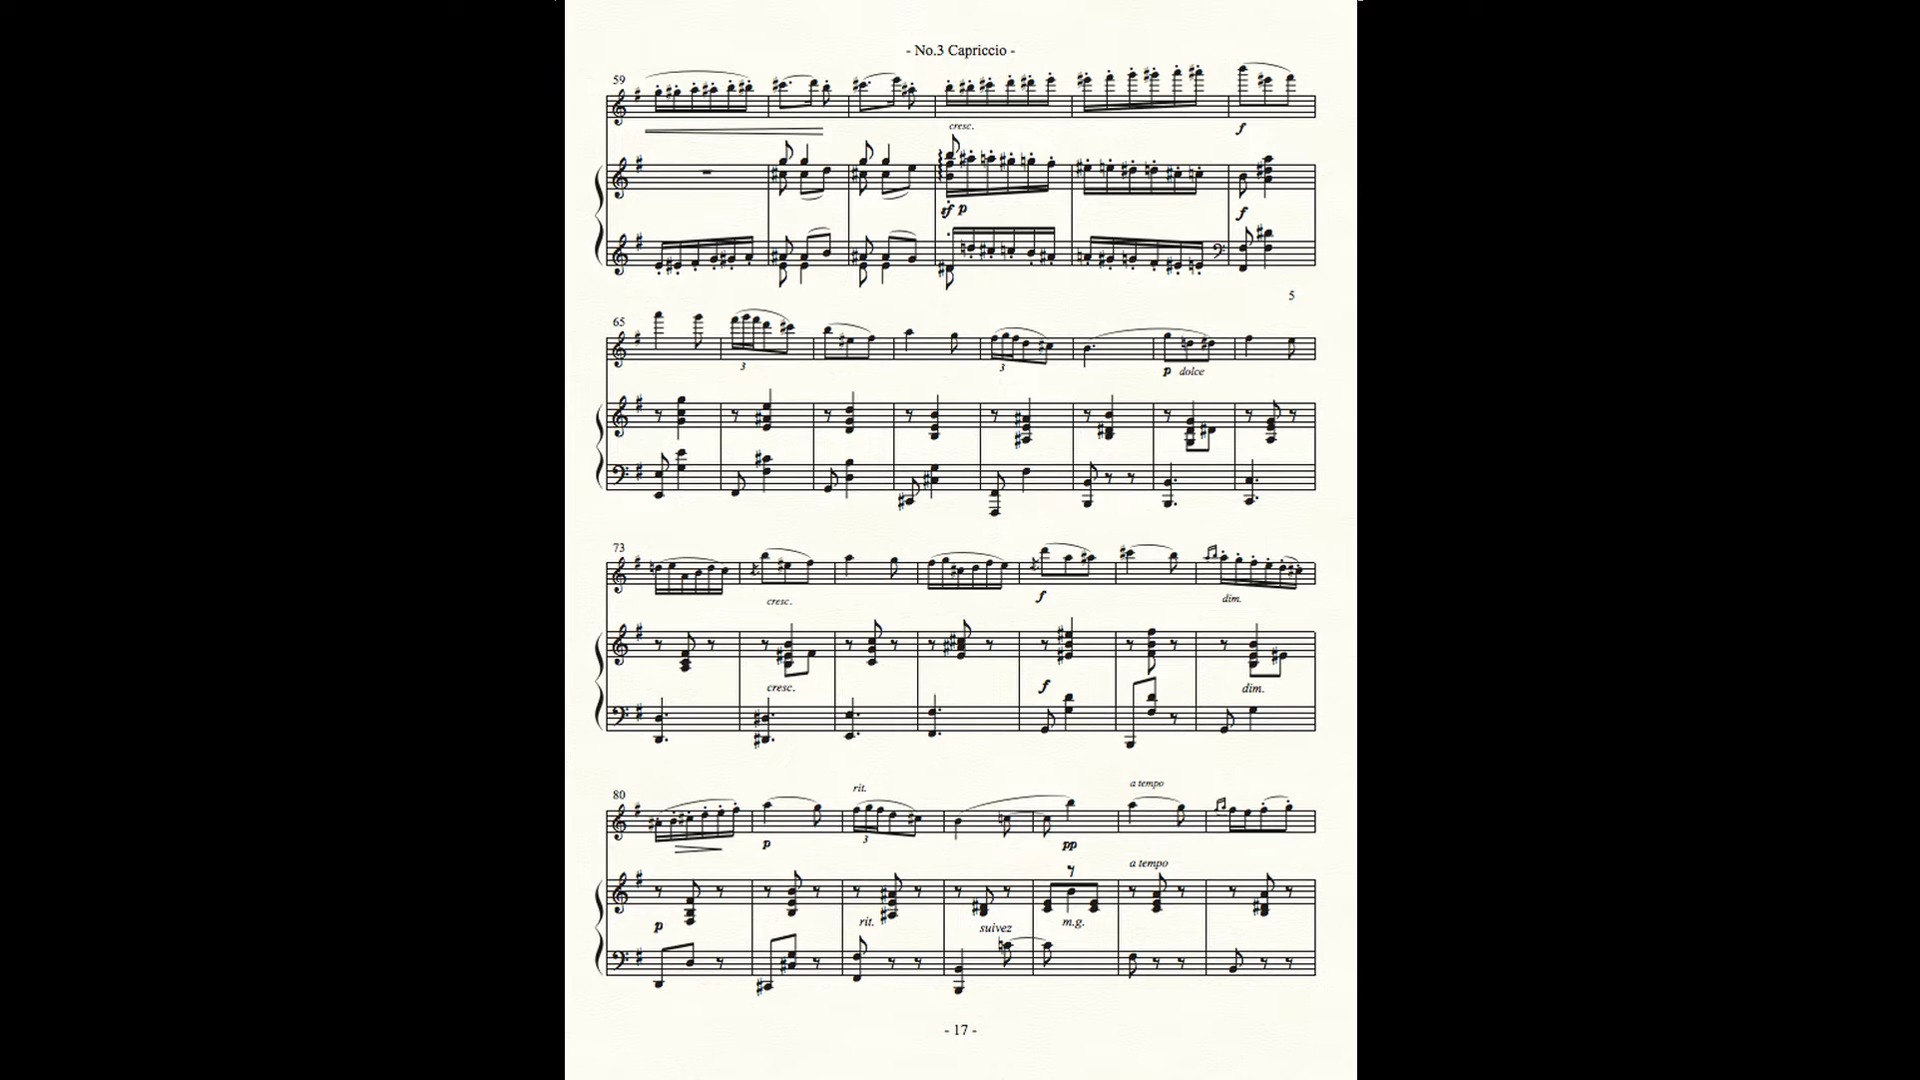 - No.3 Capriccio -
59
cresc.
f
sf p
f
5
65
3
3
p dolce
73
cresc.
f
dim.
cresc.
f
dim.
80
rit.
a tempo
p
3
pp
a tempo
p
rit.
suivez
m.g.
- 17 -